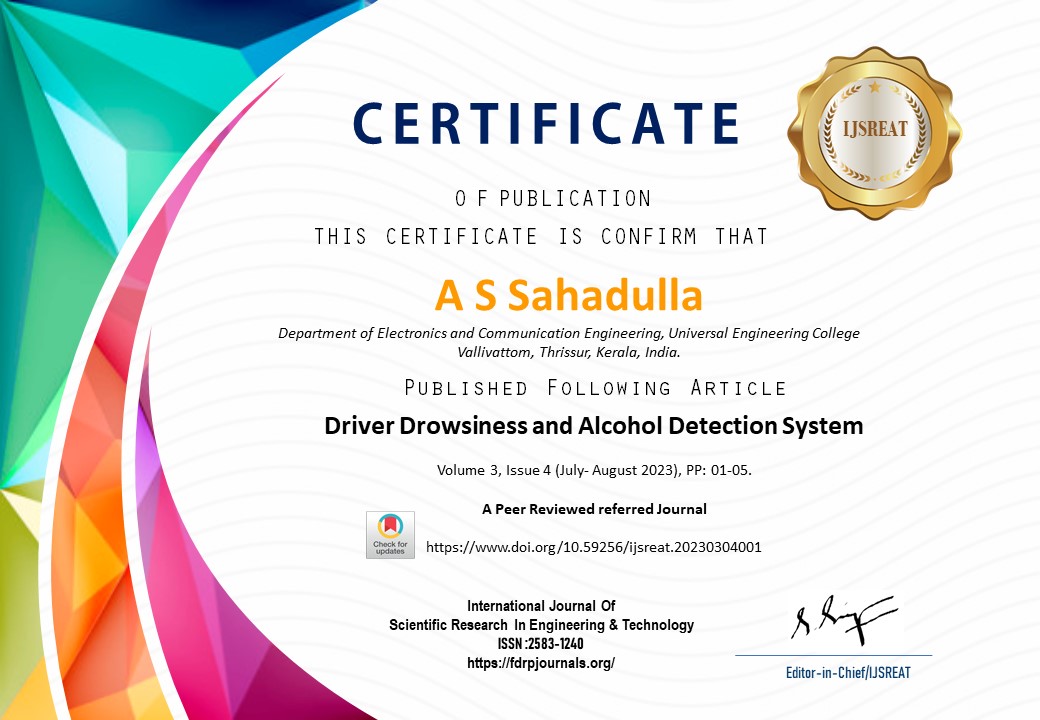 CERTIFICATE
IJSREAT
O F PUBLICATION
THIS CERTIFICATE IS CONFIRM THAT
A S Sahadulla
Department of Electronics and Communication Engineering, Universal Engineering College
Vallivattom, Thrissur, Kerala, India.
Published Following Article
Driver Drowsiness and Alcohol Detection System
Volume 3, Issue 4 (July- August 2023), PP: 01-05.
A Peer Reviewed referred Journal
Check for
updates
https://www.doi.org/10.59256/ijsreat.20230304001
International Journal Of
Scientific Research In Engineering & Technology
ISSN :2583-1240
https://fdrpjournals.org/
Editor-in-Chief/IJSREAT